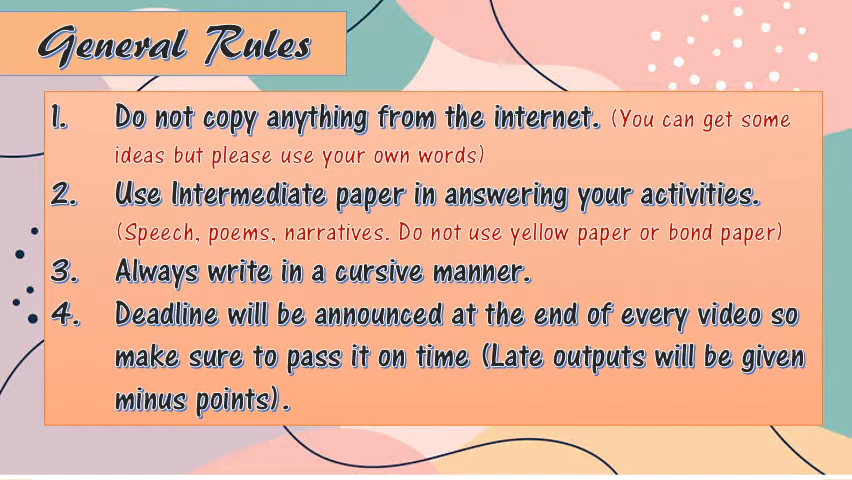 General Rules
1. Do not copy anything from the internet. (You can get some
ideas but please use your own words)
2. Use Intermediate paper in answering your activities.
(Speech, poems, narratives. Do not use yellow paper or bond paper)
3. Always write in a cursive manner.
4. Deadline will be announced at the end of every video so
make sure to pass it on time (Late outputs will be given
minus points).